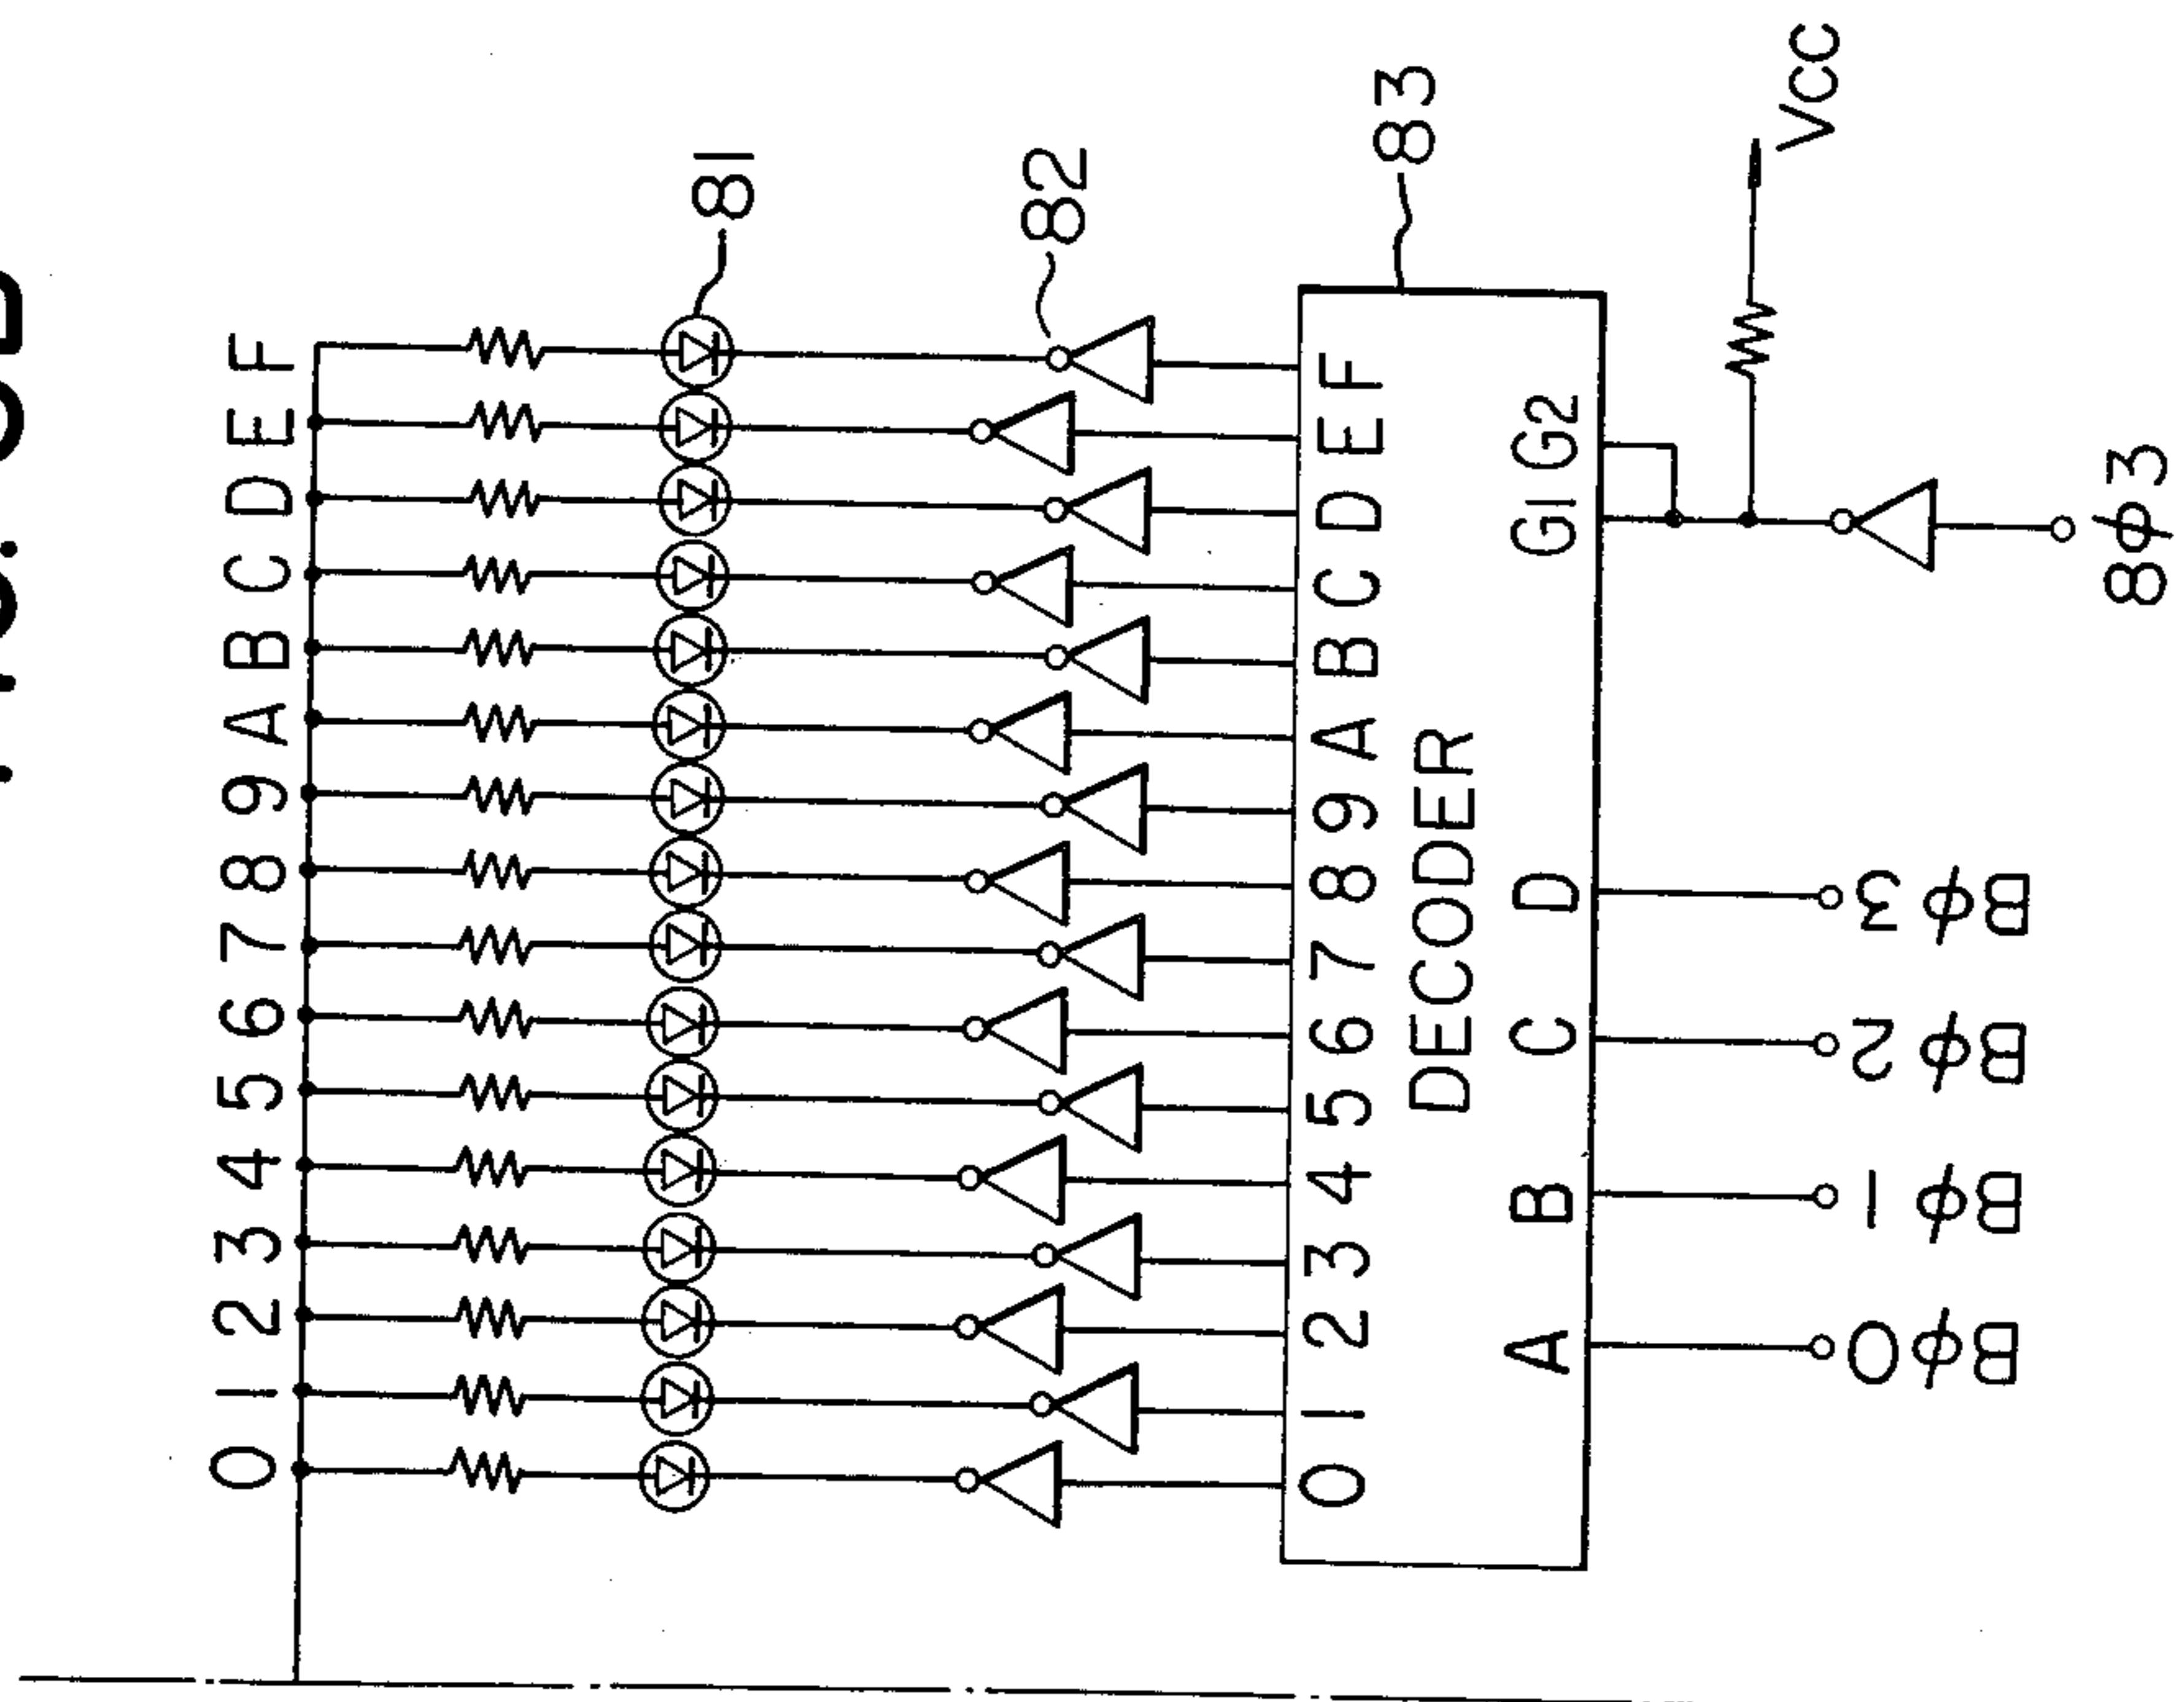 0 1 2 3 4 5 6 7 8 9 A B C D E F
81
82
83
0 1 2 3 4 5 6 7 8 9 A B C D E F
DECODER
A B C D G1 G2
Vcc
Bφ0 Bφ1 Bφ2 Bφ3
8φ3